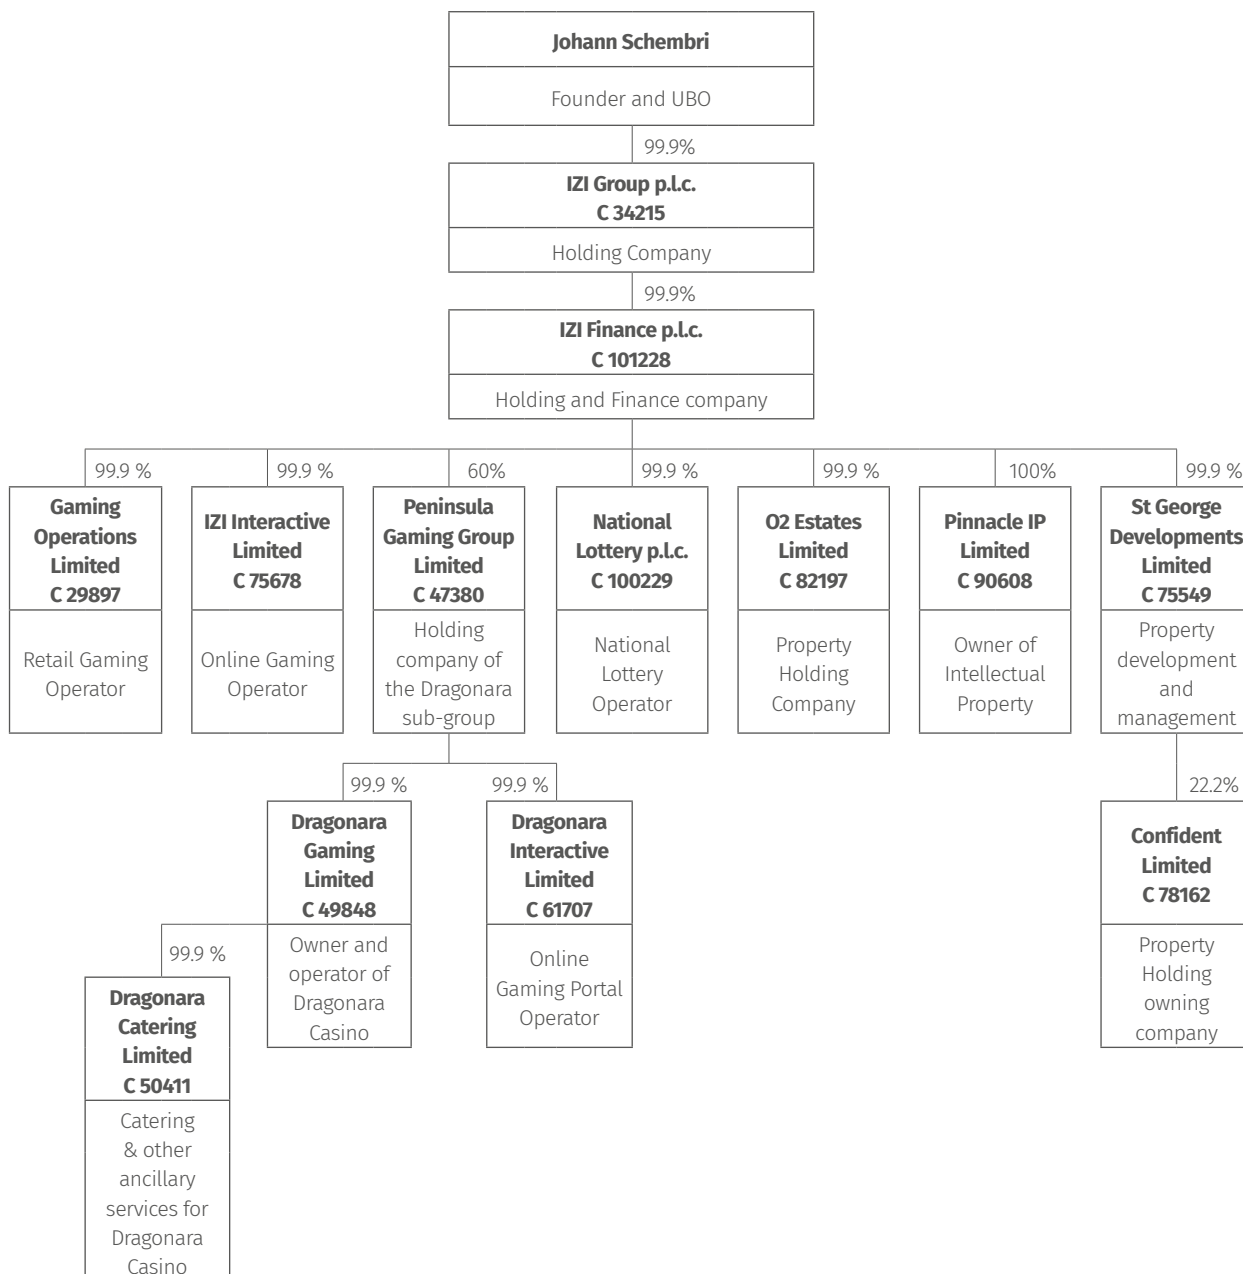 Johann Schembri
Founder and UBO
99.9%
IZI Group p.l.c.
C 34215
Holding Company
99.9%
IZI Finance p.l.c.
C 101228
Holding and Finance company
99.9 %
Gaming
Operations
Limited
C 29897
Retail Gaming
Operator
99.9 %
IZI Interactive
Limited
C 75678
Online Gaming
Operator
60%
Peninsula
Gaming Group
Limited
C 47380
Holding
company of
the Dragonara
sub-group
99.9 %
National
Lottery p.l.c.
C 100229
National
Lottery
Operator
99.9 %
O2 Estates
Limited
C 82197
Property
Holding
Company
100%
Pinnacle IP
Limited
C 90608
Owner of
Intellectual
Property
99.9 %
St George
Developments
Limited
C 75549
Property
development
and
management
99.9 %
Dragonara
Gaming
Limited
C 49848
Owner and
operator of
Dragonara
Casino
99.9 %
Dragonara
Interactive
Limited
C 61707
Online
Gaming Portal
Operator
22.2%
Confident
Limited
C 78162
Property
Holding
owning
company
99.9 %
Dragonara
Catering
Limited
C 50411
Catering
& other
ancillary
services for
Dragonara
Casino